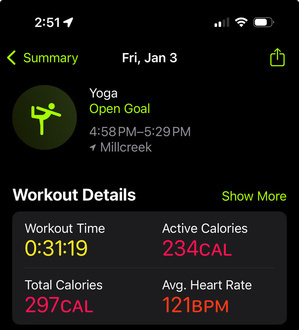 2:51
Summary
Fri, Jan 3
Yoga
Open Goal
4:58PM–5:29PM
Millcreek
Workout Details
Show More
Workout Time
Active Calories
0:31:19
234CAL
Total Calories
Avg. Heart Rate
297CAL
121BPM